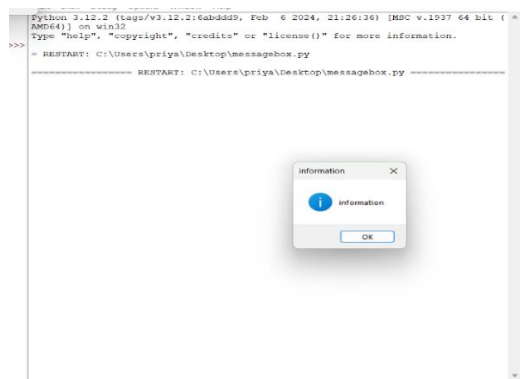 Python 3.12.2 (tags/v3.12.2:6abddd9, Feb  6 2024, 21:26:36) [MSC v.1937 64 bit (
AMD64)] on win32
Type "help", "copyright", "credits" or "license()" for more information.
>>>
= RESTART: C:\Users\priya\Desktop\messagebox.py
================= RESTART: C:\Users\priya\Desktop\messagebox.py ================
information
information
OK